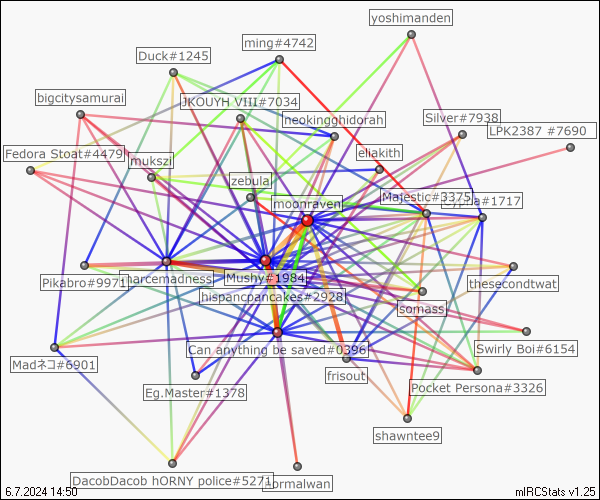 yoshimanden
ming#4742
Duck#1245
bigcitysamurai
JKOUYH VIII#7034
neokingghidorah
Silver#7938
LPK2387 #7690
Fedora Stoat#4479
mukszi
eliakith
zebula
moonraven
Majestic#3375
#1717
Pikabro#9971
harcemadness
Mushy#1984
thesecondtwat
hispancpancakes#2928
somass
Can anything be saved#0396
Swirly Boi#6154
Madネコ#6901
frisout
Eg.Master#1378
Pocket Persona#3326
shawntee9
DacobDacob hORNY police#5271
normalwan
6.7.2024 14:50
mIRCStats v1.25